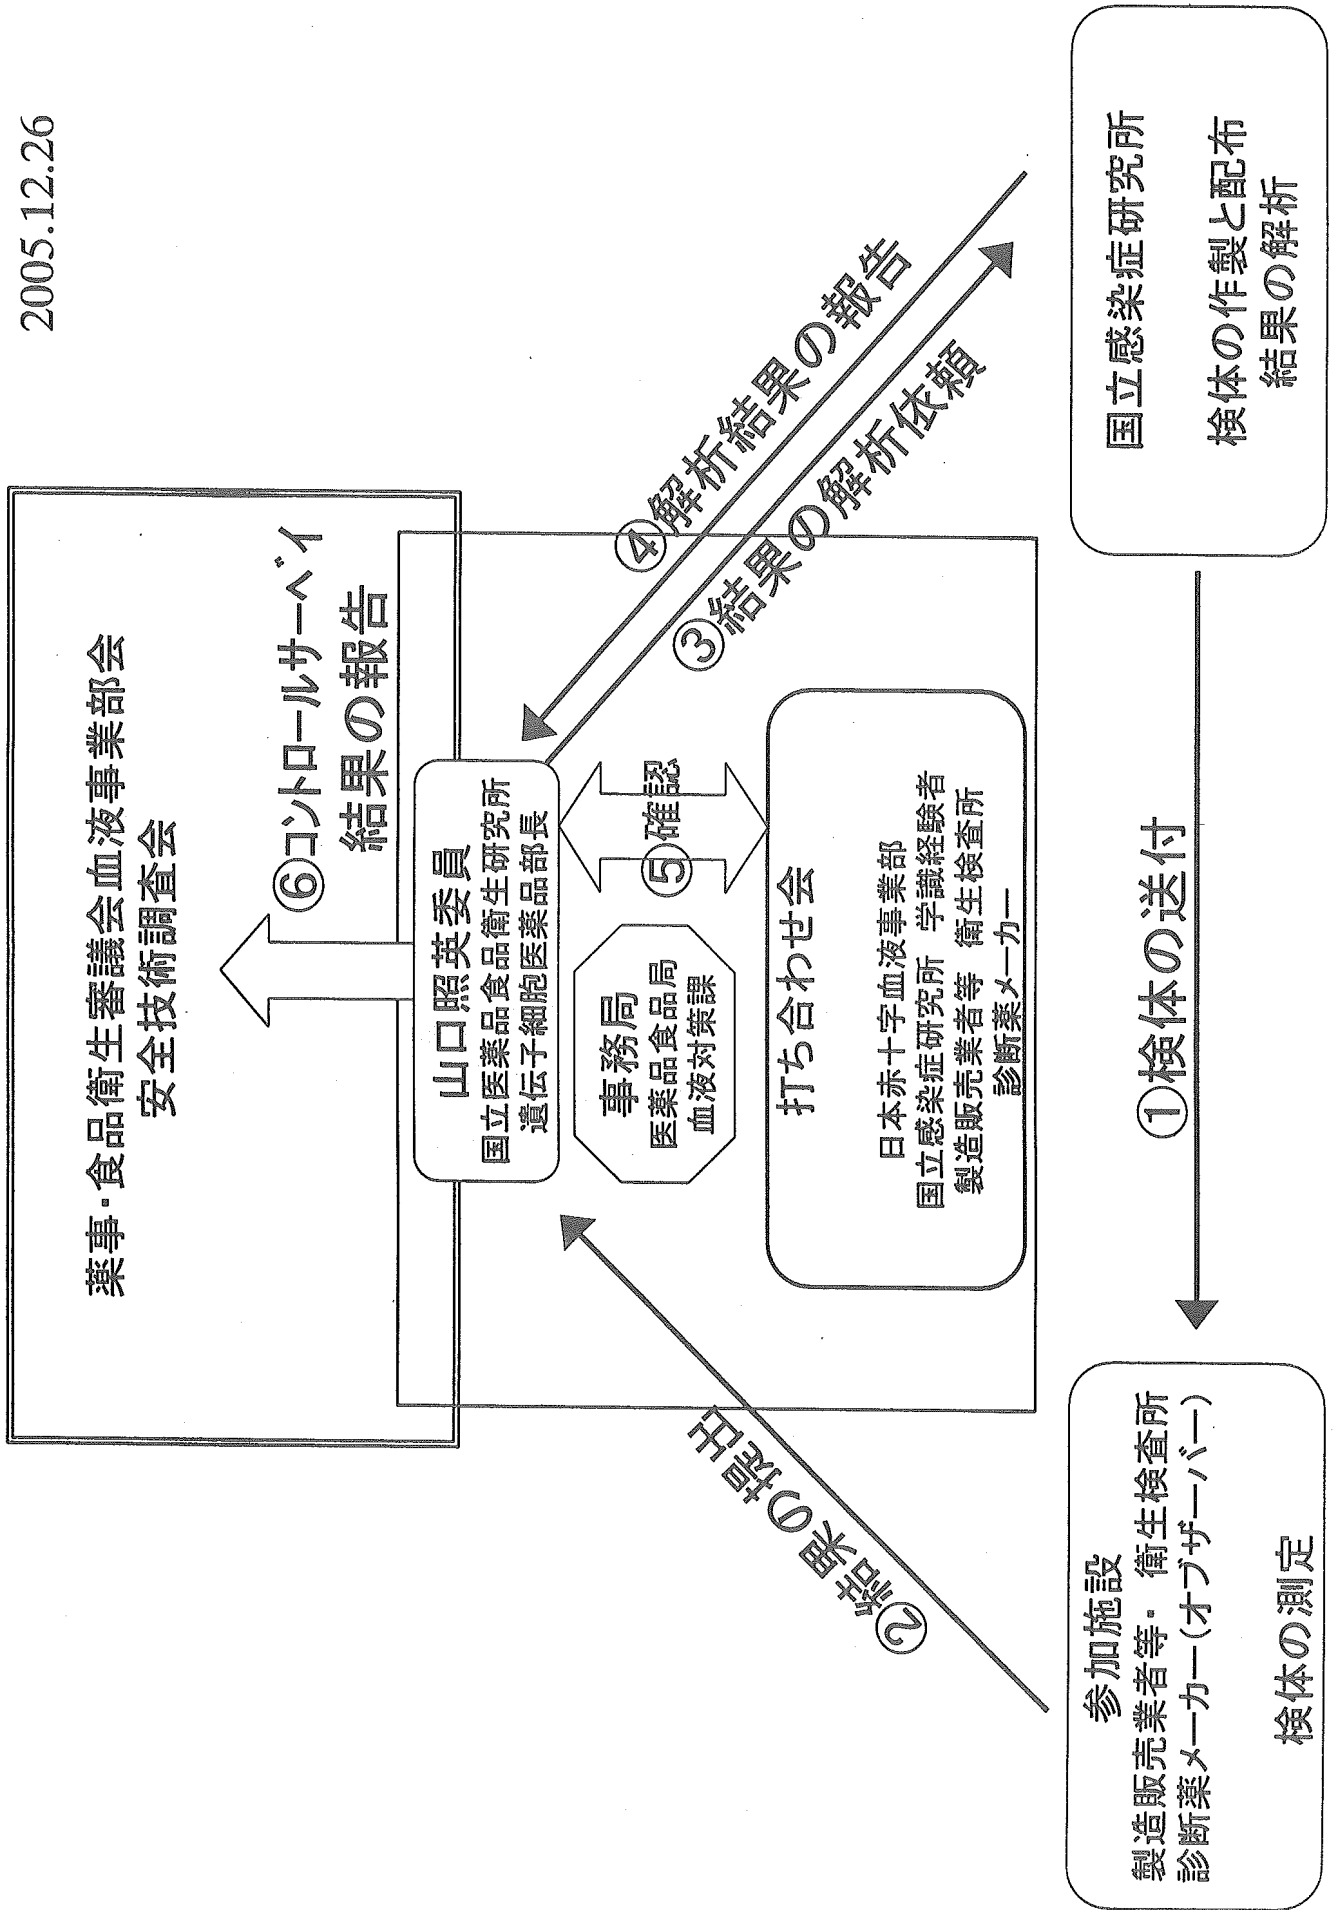 2005.12.26
薬事・食品衛生審議会血液事業部会
安全技術調査会
⑥コントロールサーベイ
結果の報告
山口照英委員
国立医薬品食品衛生研究所
遺伝子細胞医薬品部長
④解析結果の報告
③結果の解析依頼
⑤確認
事務局
医薬品食品局
血液対策課
②結果の提出
打ち合わせ会
日本赤十字血液事業部
国立感染症研究所 学識経験者
製造販売業者等 衛生検査所
診断薬メーカー
参加施設
製造販売業者等・ 衛生検査所
診断薬メーカー(オブザーバー)
検体の測定
①検体の送付
国立感染症研究所
検体の作製と配布
結果の解析